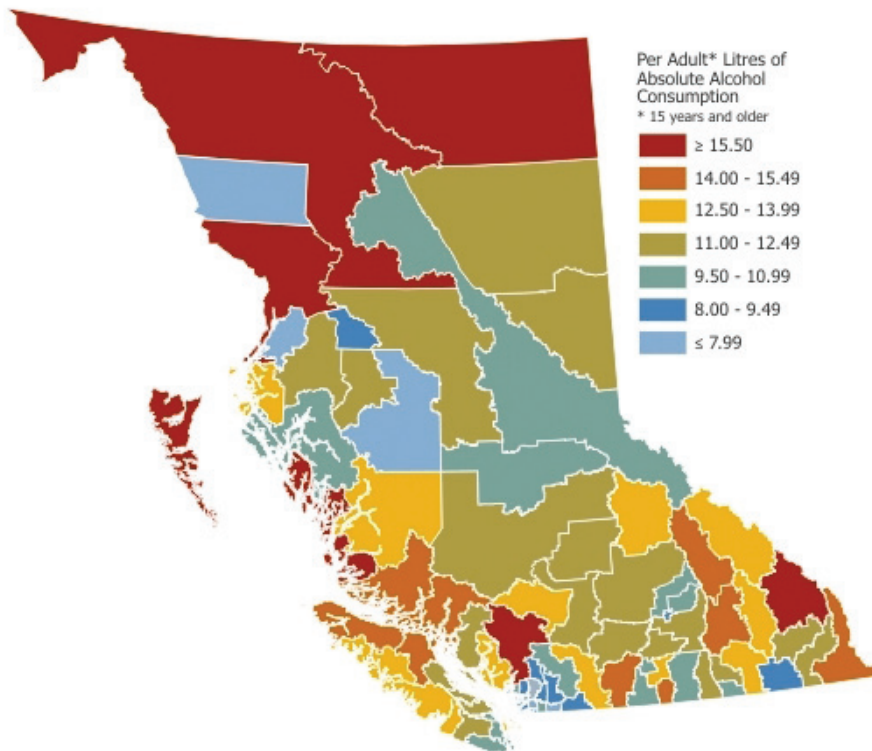 Per Adult* Litres of
Absolute Alcohol
Consumption
* 15 years and older
≥ 15.50
14.00 - 15.49
12.50 - 13.99
11.00 - 12.49
9.50 - 10.99
8.00 - 9.49
≤ 7.99